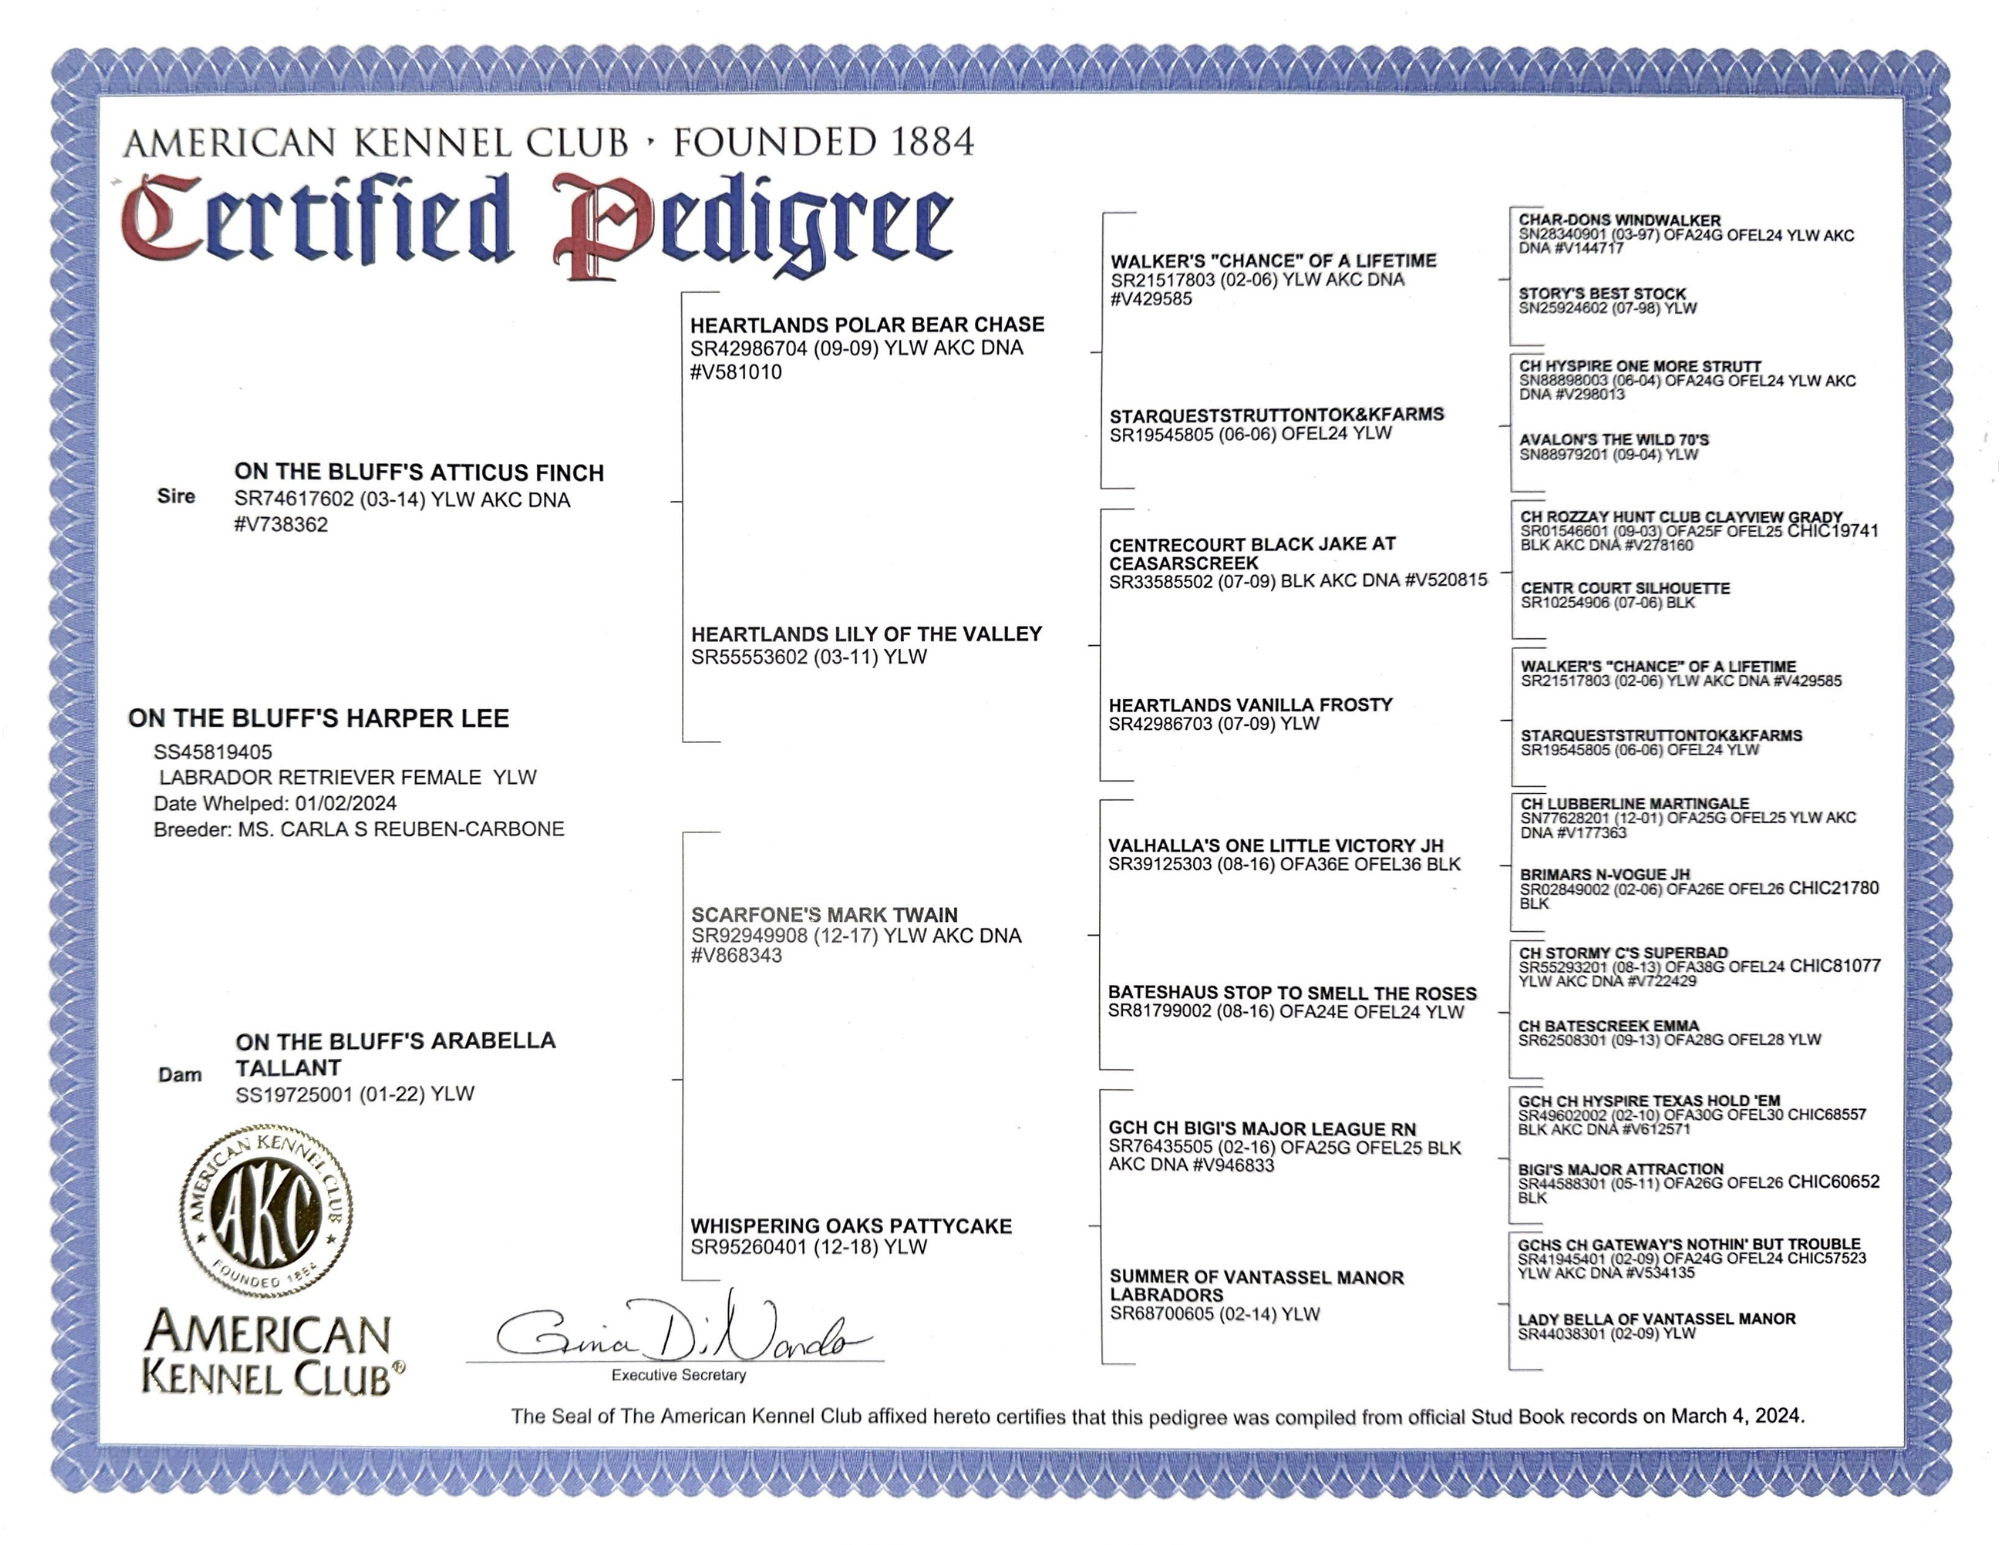 AMERICAN KENNEL CLUB · FOUNDED 1884
Certified Pedigree
Sire
ON THE BLUFF'S ATTICUS FINCH
SR74617602 (03-14) YLW AKC DNA
#V738362
ON THE BLUFF'S HARPER LEE
SS45819405
LABRADOR RETRIEVER FEMALE YLW
Date Whelped: 01/02/2024
Breeder: MS. CARLA S REUBEN-CARBONE
Dam
ON THE BLUFF'S ARABELLA
TALLANT
SS19725001 (01-22) YLW
HEARTLANDS POLAR BEAR CHASE
SR42986704 (09-09) YLW AKC DNA
#V581010
HEARTLANDS LILY OF THE VALLEY
SR55553602 (03-11) YLW
SCARFONE'S MARK TWAIN
SR92949908 (12-17) YLW AKC DNA
#V868343
WHISPERING OAKS PATTYCAKE
SR95260401 (12-18) YLW
WALKER'S "CHANCE" OF A LIFETIME
SR21517803 (02-06) YLW AKC DNA
#V429585
STARQUESTSTRUTTONTOK&KFARMS
SR19545805 (06-06) OFEL24 YLW
CENTRECOURT BLACK JAKE AT
CEASARSCREEK
SR33585502 (07-09) BLK AKC DNA #V520815
HEARTLANDS VANILLA FROSTY
SR42986703 (07-09) YLW
VALHALLA'S ONE LITTLE VICTORY JH
SR39125303 (08-16) OFA36E OFEL36 BLK
BATESHAUS STOP TO SMELL THE ROSES
SR81799002 (08-16) OFA24E OFEL24 YLW
GCH CH BIGI'S MAJOR LEAGUE RN
SR76435505 (02-16) OFA25G OFEL25 BLK
AKC DNA #V946833
SUMMER OF VANTASSEL MANOR
LABRADORS
SR68700605 (02-14) YLW
CHAR-DONS WINDWALKER
SN28340901 (03-97) OFA24G OFEL24 YLW AKC
DNA #V144717
STORY'S BEST STOCK
SN25924602 (07-98) YLW
CH HYSPIRE ONE MORE STRUTT
SN88898003 (06-04) OFA24G OFEL24 YLW AKC
DNA #V298013
AVALON'S THE WILD 70'S
SN88979201 (09-04) YLW
CH ROZZAY HUNT CLUB CLAYVIEW GRADY
SR01546601 (09-03) OFA25F OFEL25 CHIC19741
BLK AKC DNA #V278160
CENTR COURT SILHOUETTE
SR10254906 (07-06) BLK
WALKER'S "CHANCE" OF A LIFETIME
SR21517803 (02-06) YLW AKC DNA #V429585
STARQUESTSTRUTTONTOK&KFARMS
SR19545805 (06-06) OFEL24 YLW
CH LUBBERLINE MARTINGALE
SN77628201 (12-01) OFA25G OFEL25 YLW AKC
DNA #V177363
BRIMARS N-VOGUE JH
SR02849002 (02-06) OFA26E OFEL26 CHIC21780
BLK
CH STORMY C'S SUPERBAD
SR55293201 (08-13) OFA38G OFEL24 CHIC81077
YLW AKC DNA #V722429
CH BATESCREEK EMMA
SR62508301 (09-13) OFA28G OFEL28 YLW
GCH CH HYSPIRE TEXAS HOLD 'EM
SR49602002 (02-10) OFA30G OFEL30 CHIC68557
BLK AKC DNA #V612571
BIGI'S MAJOR ATTRACTION
SR44588301 (05-11) OFA26G OFEL26 CHIC60652
BLK
GCHS CH GATEWAY'S NOTHIN' BUT TROUBLE
SR41945401 (02-09) OFA24G OFEL24 CHIC57523
YLW AKC DNA #V534135
LADY BELLA OF VANTASSEL MANOR
SR44038301 (02-09) YLW
AMERICAN KENNEL CLUB
AKC
FOUNDED 1884
AMERICAN
KENNEL CLUB®
Gina DiNardo
Executive Secretary
The Seal of The American Kennel Club affixed hereto certifies that this pedigree was compiled from official Stud Book records on March 4, 2024.